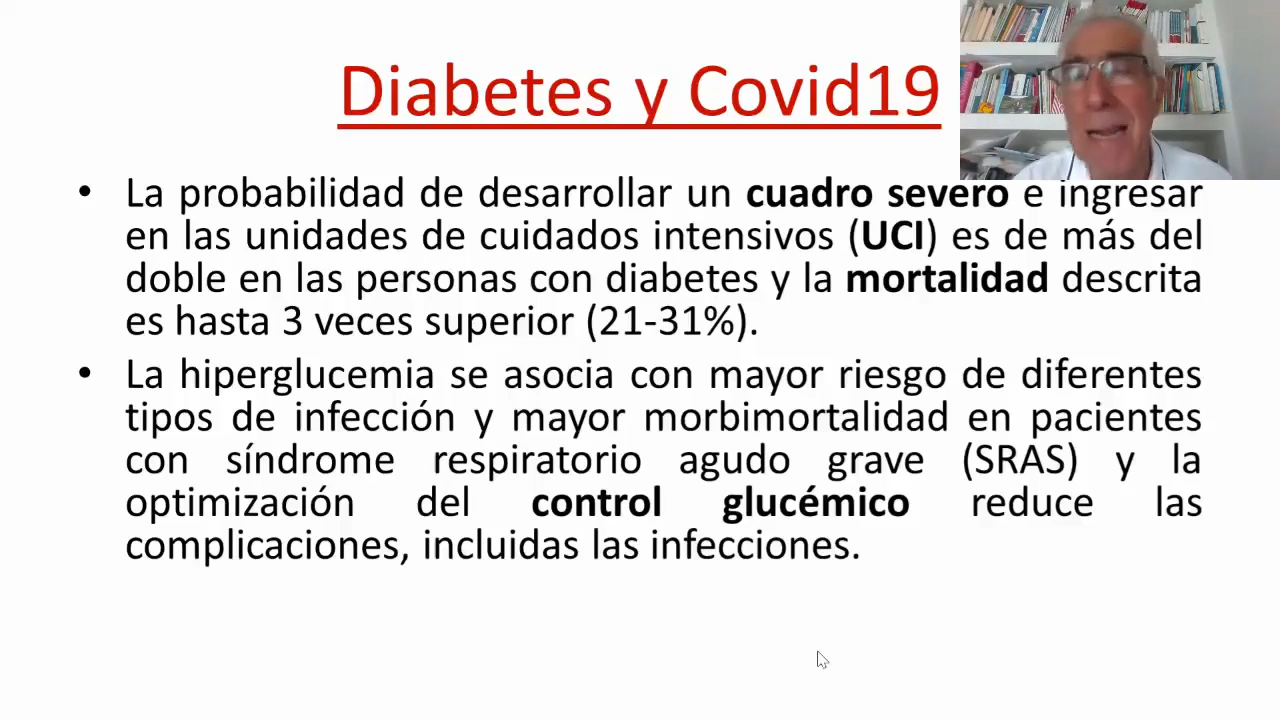 Diabetes y Covid19
• La probabilidad de desarrollar un cuadro severo e ingresar
en las unidades de cuidados intensivos (UCI) es de más del
doble en las personas con diabetes y la mortalidad descrita
es hasta 3 veces superior (21-31%).
• La hiperglucemia se asocia con mayor riesgo de diferentes
tipos de infección y mayor morbimortalidad en pacientes
con síndrome respiratorio agudo grave (SRAS) y la
optimización del control glucémico reduce las
complicaciones, incluidas las infecciones.